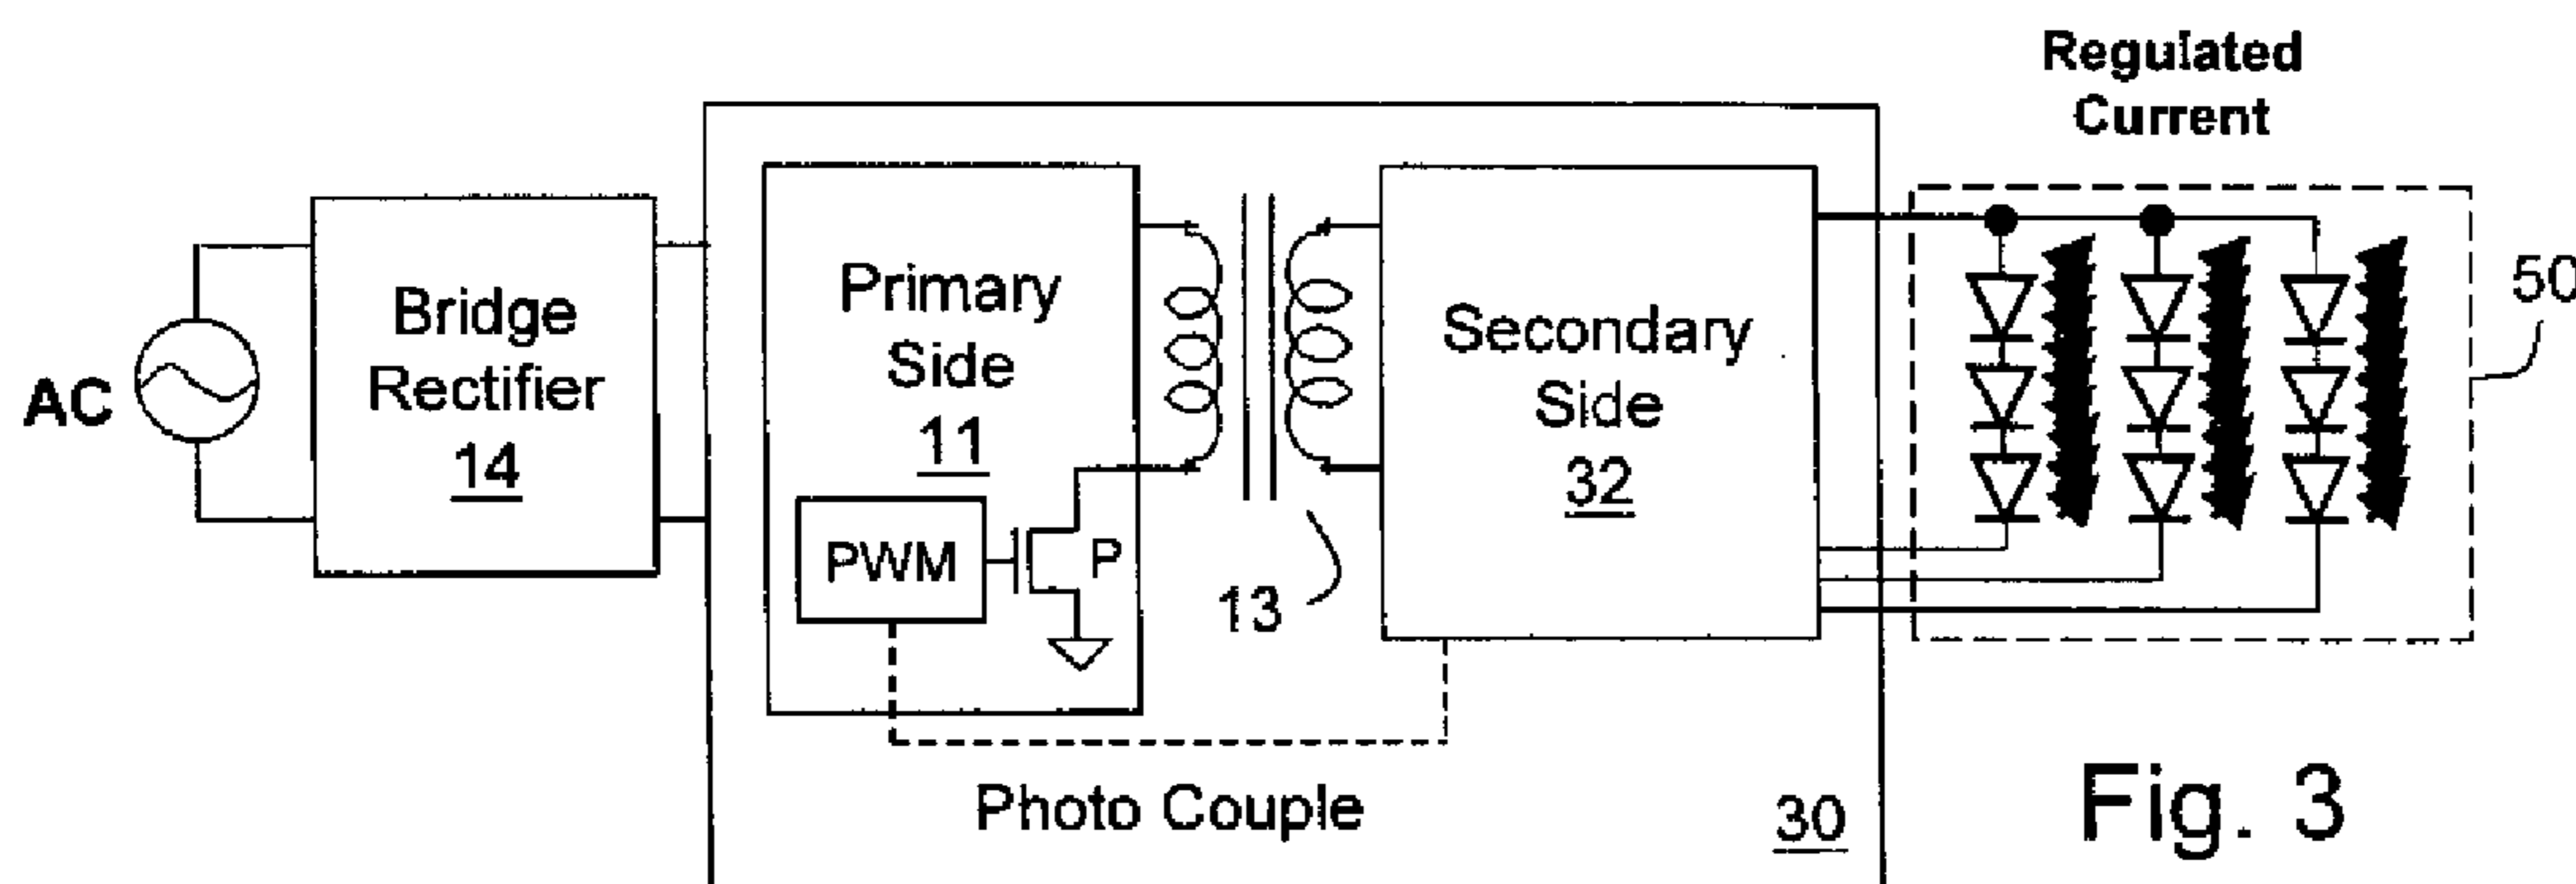 Regulated
Current
AC
Bridge
Rectifier
14
Primary
Side
11
PWM
P
13
Secondary
Side
32
50
Photo Couple
30
Fig. 3